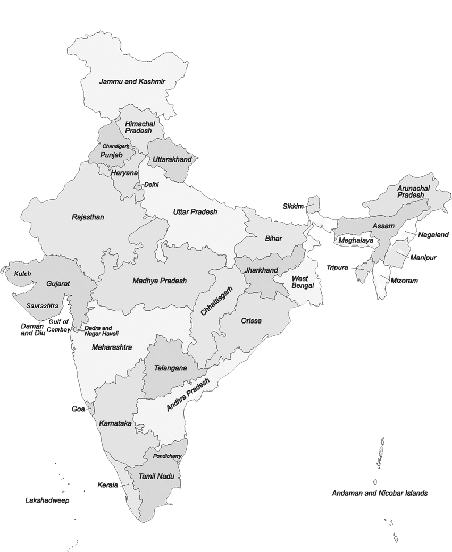 Jammu and Kashmir
Himachal
Pradesh
Chandigarh
Punjab
Uttarakhand
Haryana
Delhi
Arunachal
Pradesh
Rajasthan
Uttar Pradesh
Sikkim
Assam
Nagaland
Bihar
Meghalaya
Manipur
Kutch
Gujarat
Madhya Pradesh
Jharkhand
Tripura
Mizoram
West
Bengal
Chhattisgarh
Saurashtra
Orissa
Daman
and Diu
Gulf of
Cambay
Dadra and
Nagar Haveli
Maharashtra
Telangana
Andhra Pradesh
Goa
Karnataka
Pondicherry
Tamil Nadu
Kerala
Lakshadweep
Andaman and Nicobar Islands